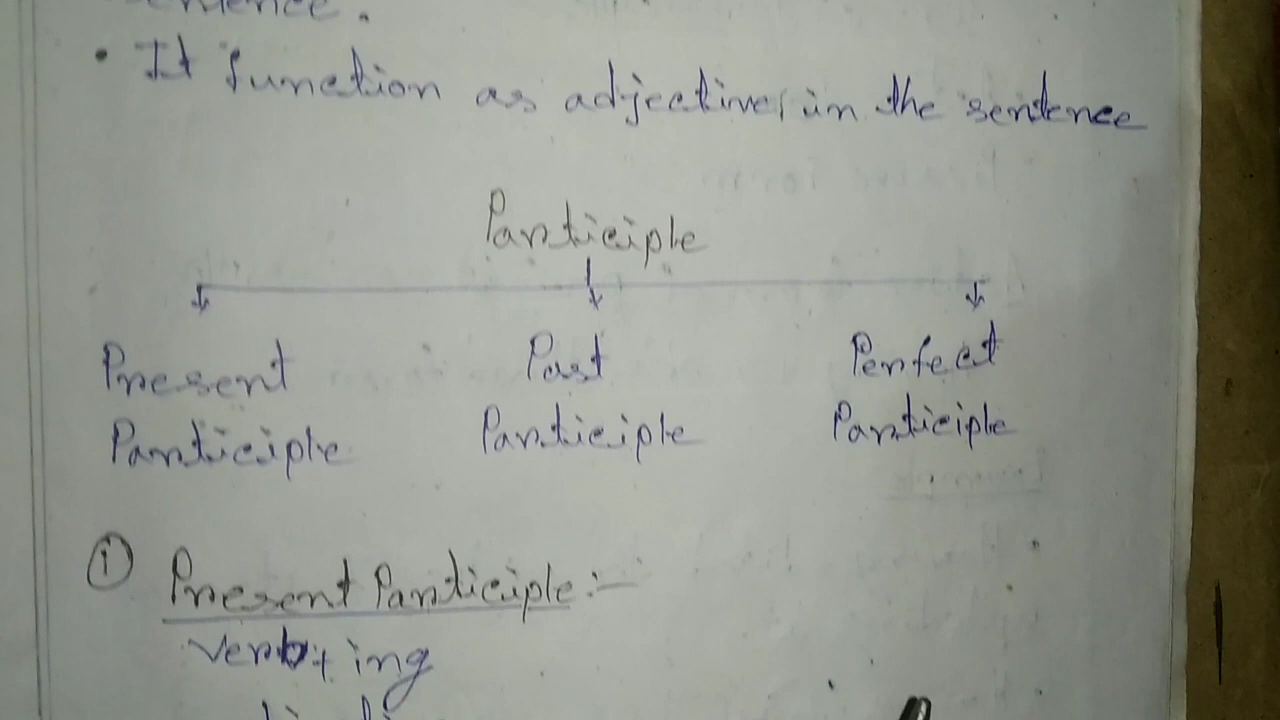 sentence.
• It function as adjective, in the sentence
Participle
Present Past Perfect
Participle Participle Participle
① Present Participle :-
verb + ing